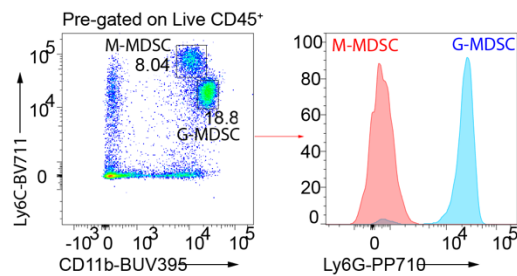 Pre-gated on Live CD45⁺
M-MDSC
8.04
18.8
G-MDSC
10⁵
10⁴
0
Ly6C-BV711
-10³ 0 10³ 10⁴ 10⁵
CD11b-BUV395
M-MDSC G-MDSC
100
80
60
40
20
0
0 10⁴ 10⁵
Ly6G-PP710